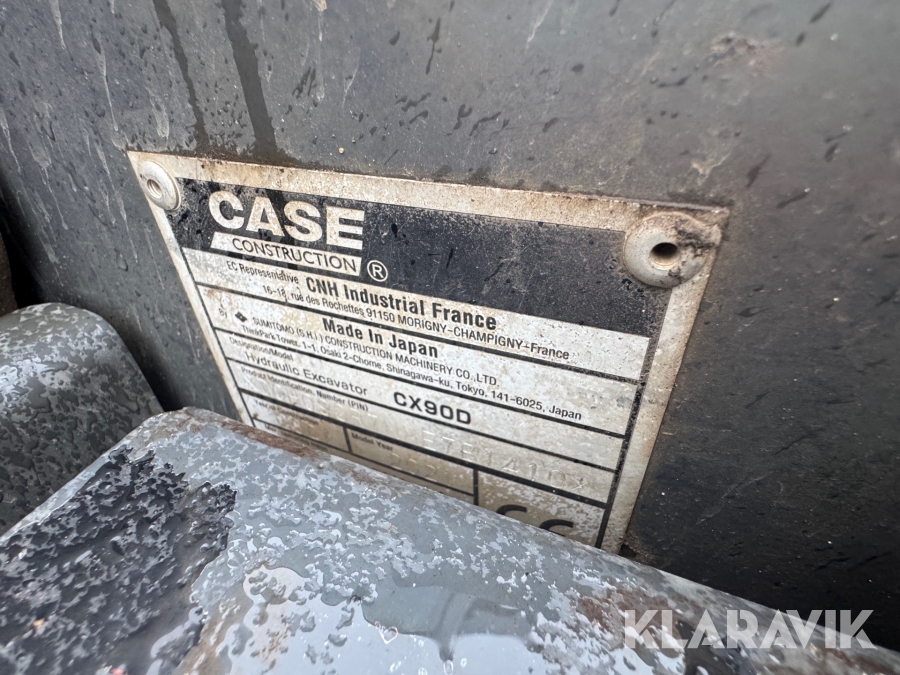 CASE
CONSTRUCTION ®
EC Representative CNH Industrial France
16-18, rue des Rochettes 91150 MORIGNY-CHAMPIGNY-France
Made In Japan
by SUMITOMO (S.H.I.) CONSTRUCTION MACHINERY CO., LTD.
ThinkPark Tower, 1-1, Osaki 2-Chome, Shinagawa-ku, Tokyo, 141-6025, Japan
Designation/Model
Hydraulic Excavator CX90D
Product Identification Number (PIN)
Model Year
CE
KLARAVIK